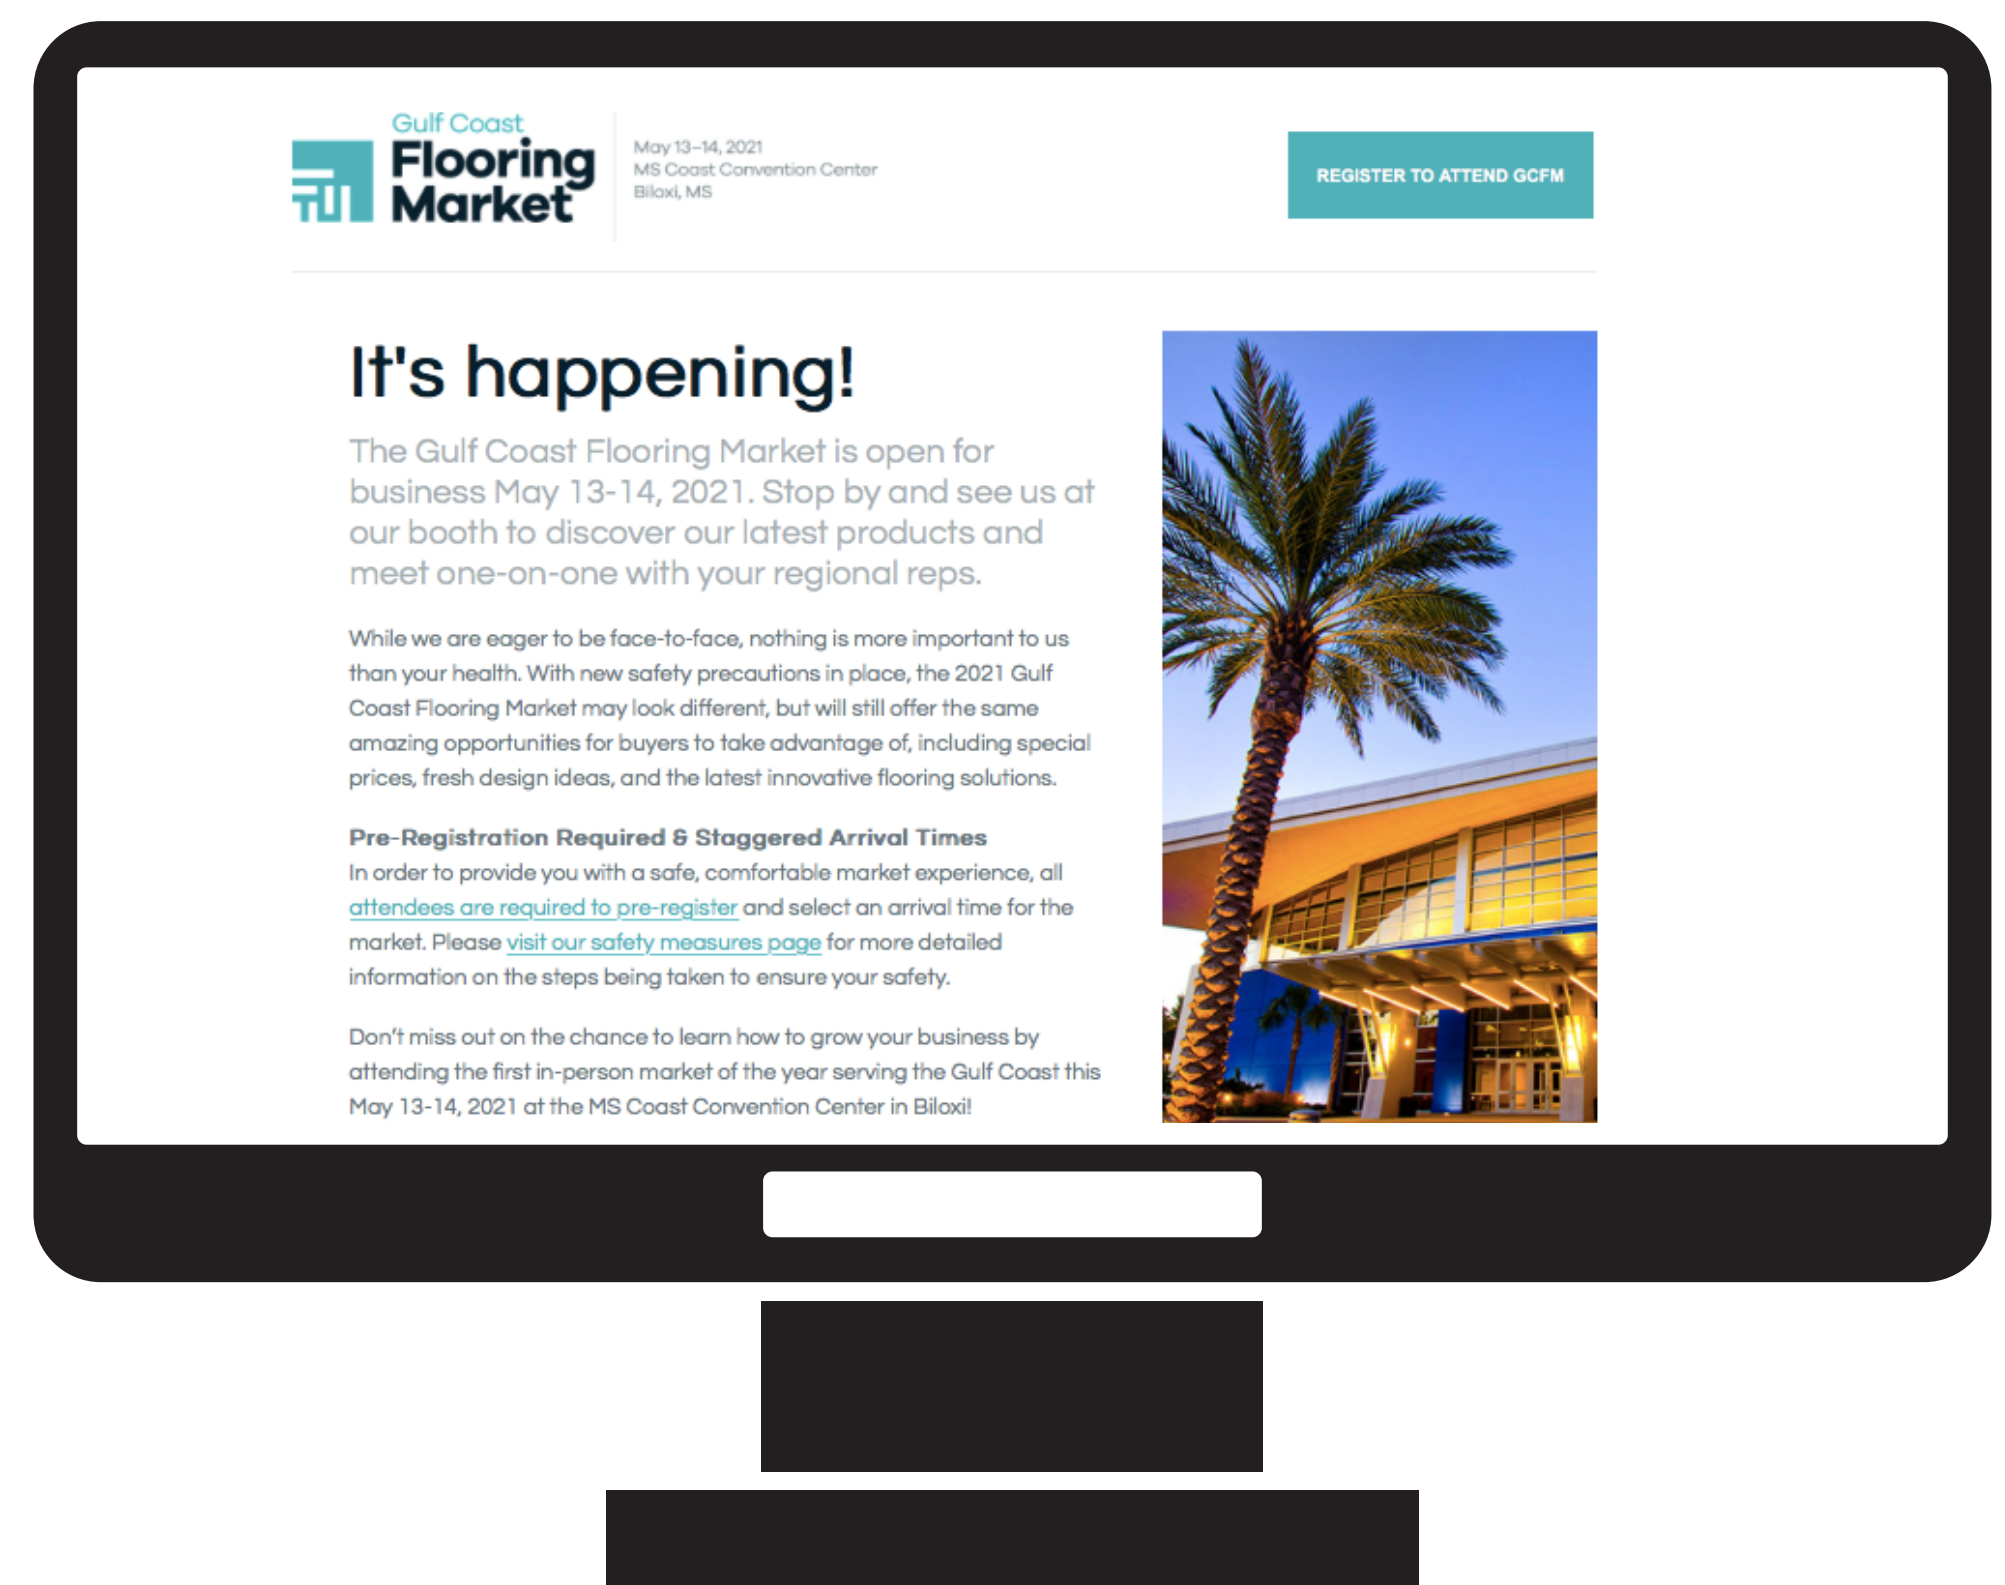 Gulf Coast
Flooring
Market
May 13–14, 2021
MS Coast Convention Center
Biloxi, MS
REGISTER TO ATTEND GCFM
It's happening!
The Gulf Coast Flooring Market is open for
business May 13-14, 2021. Stop by and see us at
our booth to discover our latest products and
meet one-on-one with your regional reps.
While we are eager to be face-to-face, nothing is more important to us
than your health. With new safety precautions in place, the 2021 Gulf
Coast Flooring Market may look different, but will still offer the same
amazing opportunities for buyers to take advantage of, including special
prices, fresh design ideas, and the latest innovative flooring solutions.
Pre-Registration Required & Staggered Arrival Times
In order to provide you with a safe, comfortable market experience, all
attendees are required to pre-register and select an arrival time for the
market. Please visit our safety measures page for more detailed
information on the steps being taken to ensure your safety.
Don’t miss out on the chance to learn how to grow your business by
attending the first in-person market of the year serving the Gulf Coast this
May 13-14, 2021 at the MS Coast Convention Center in Biloxi!